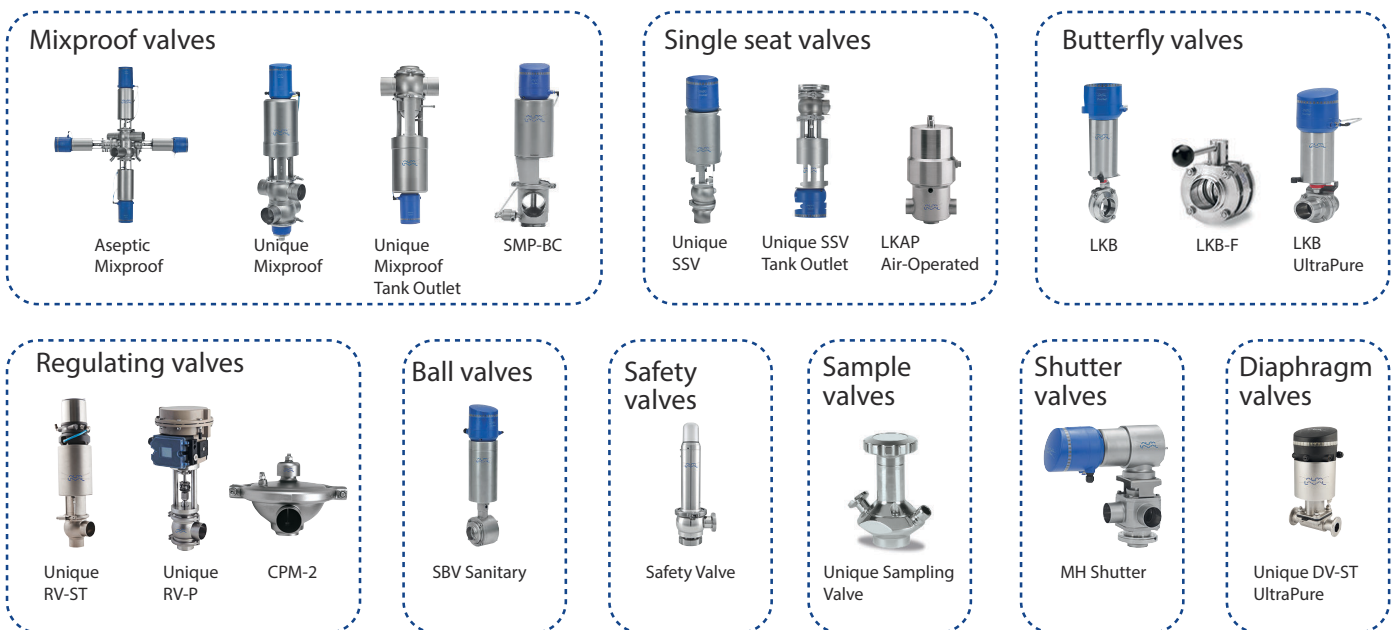 Mixproof valves
Aseptic
Mixproof
Unique
Mixproof
Unique
Mixproof
Tank Outlet
SMP-BC
Single seat valves
Unique
SSV
Unique SSV
Tank Outlet
LKAP
Air-Operated
Butterfly valves
LKB
LKB-F
LKB
UltraPure
Regulating valves
Unique
RV-ST
Unique
RV-P
CPM-2
Ball valves
SBV Sanitary
Safety
valves
Safety Valve
Sample
valves
Unique Sampling
Valve
Shutter
valves
MH Shutter
Diaphragm
valves
Unique DV-ST
UltraPure